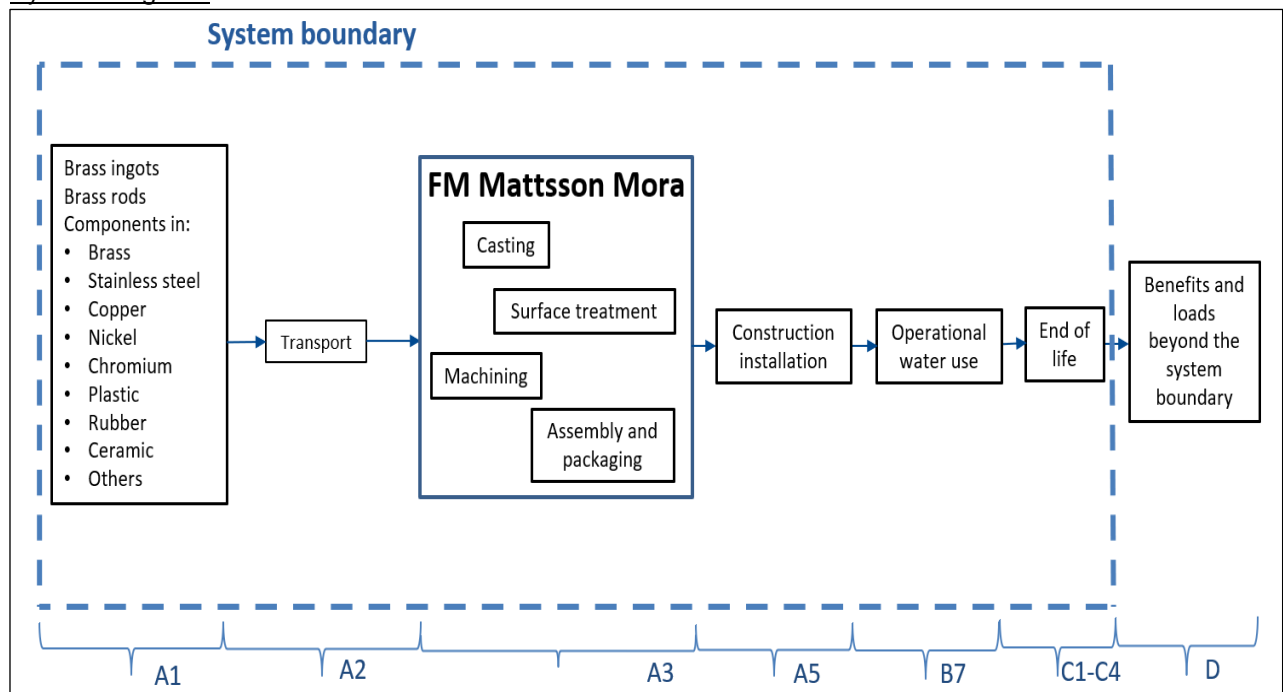 System boundary
Brass ingots
Brass rods
Components in:
• Brass
• Stainless steel
• Copper
• Nickel
• Chromium
• Plastic
• Rubber
• Ceramic
• Others
Transport
FM Mattsson Mora
Casting
Surface treatment
Machining
Assembly and
packaging
Construction
installation
Operational
water use
End of
life
Benefits and
loads
beyond the
system
boundary
A1
A2
A3
A5
B7
C1-C4
D